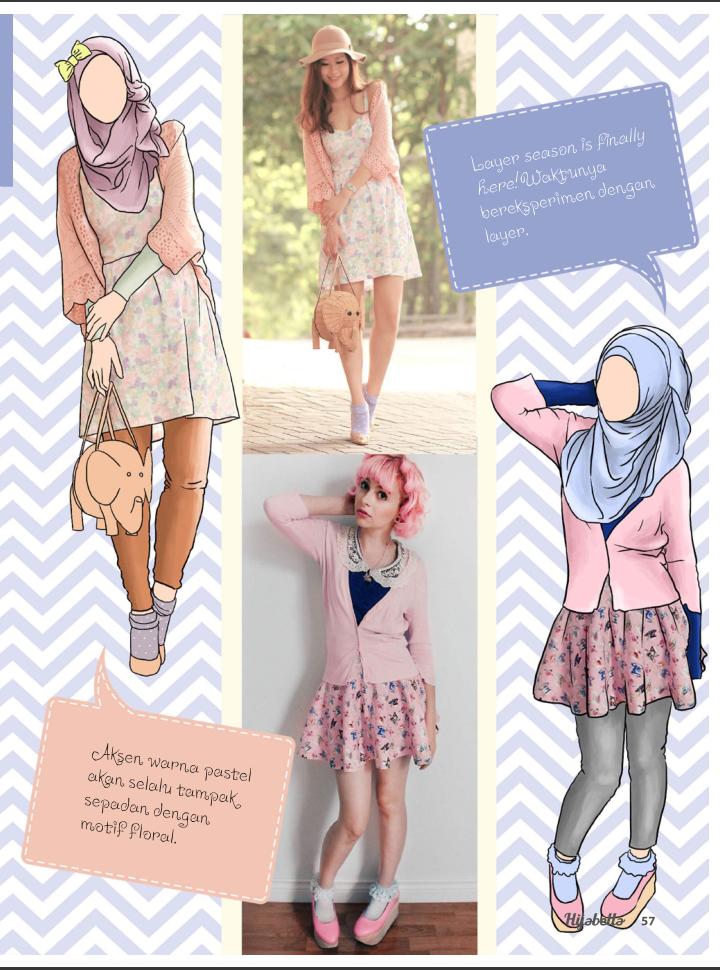 Layer season is finally
here! Waktunya
bereksperimen dengan
layer.
Aksen warna pastel
akan selalu tampak
sepadan dengan
motif floral.
Hijabella 57